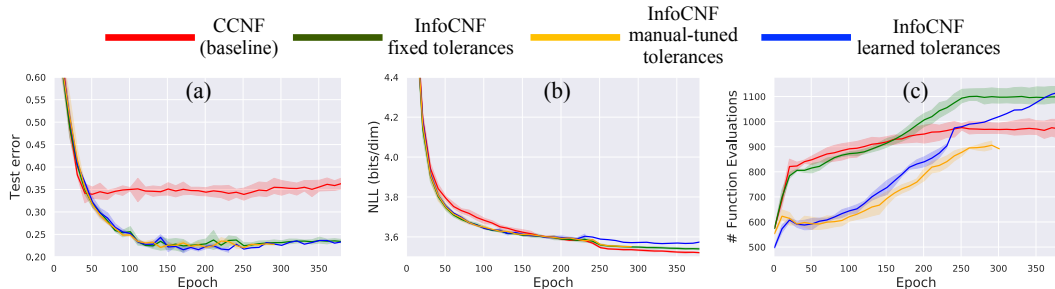 CCNF
(baseline)
InfoCNF
fixed tolerances
InfoCNF
manual-tuned
tolerances
InfoCNF
learned tolerances
(a)
Test error
0.60
0.55
0.50
0.45
0.40
0.35
0.30
0.25
0.20
0 50 100 150 200 250 300 350
Epoch
(b)
NLL (bits/dim)
4.4
4.2
4.0
3.8
3.6
0 50 100 150 200 250 300 350
Epoch
(c)
# Function Evaluations
1100
1000
900
800
700
600
500
0 50 100 150 200 250 300 350
Epoch